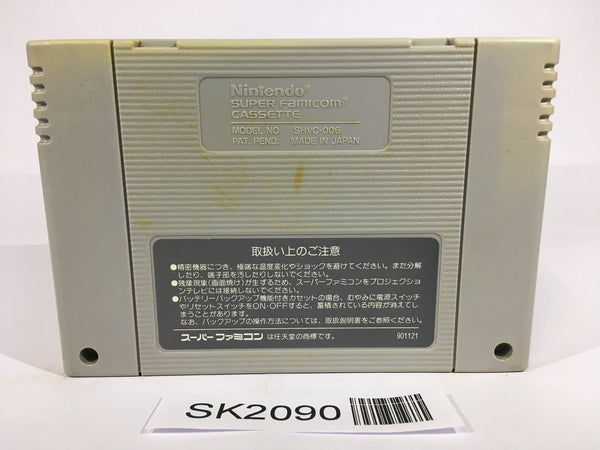 Nintendo®
SUPER FAMICOM®
CASSETTE
MODEL NO. SHVC-006
PAT. PEND. MADE IN JAPAN
取扱い上のご注意
●精密機器につき、極端な温度変化やショックを避けてください。また分解
したり、端子部を汚したりしないでください。
●残像現象(画面焼け)が生ずるため、スーパーファミコンをプロジェクショ
ンテレビには接続しないでください。
●バッテリーバックアップ機能付きカセットの場合、むやみに電源スイッチ
やリセットスイッチをON・OFFすると、蓄積されている内容が消えてし
まうことがあります。
なお、バックアップの操作方法については、取扱説明書をご参照ください。
スーパーファミコン は任天堂の商標です。 901121
SK2090